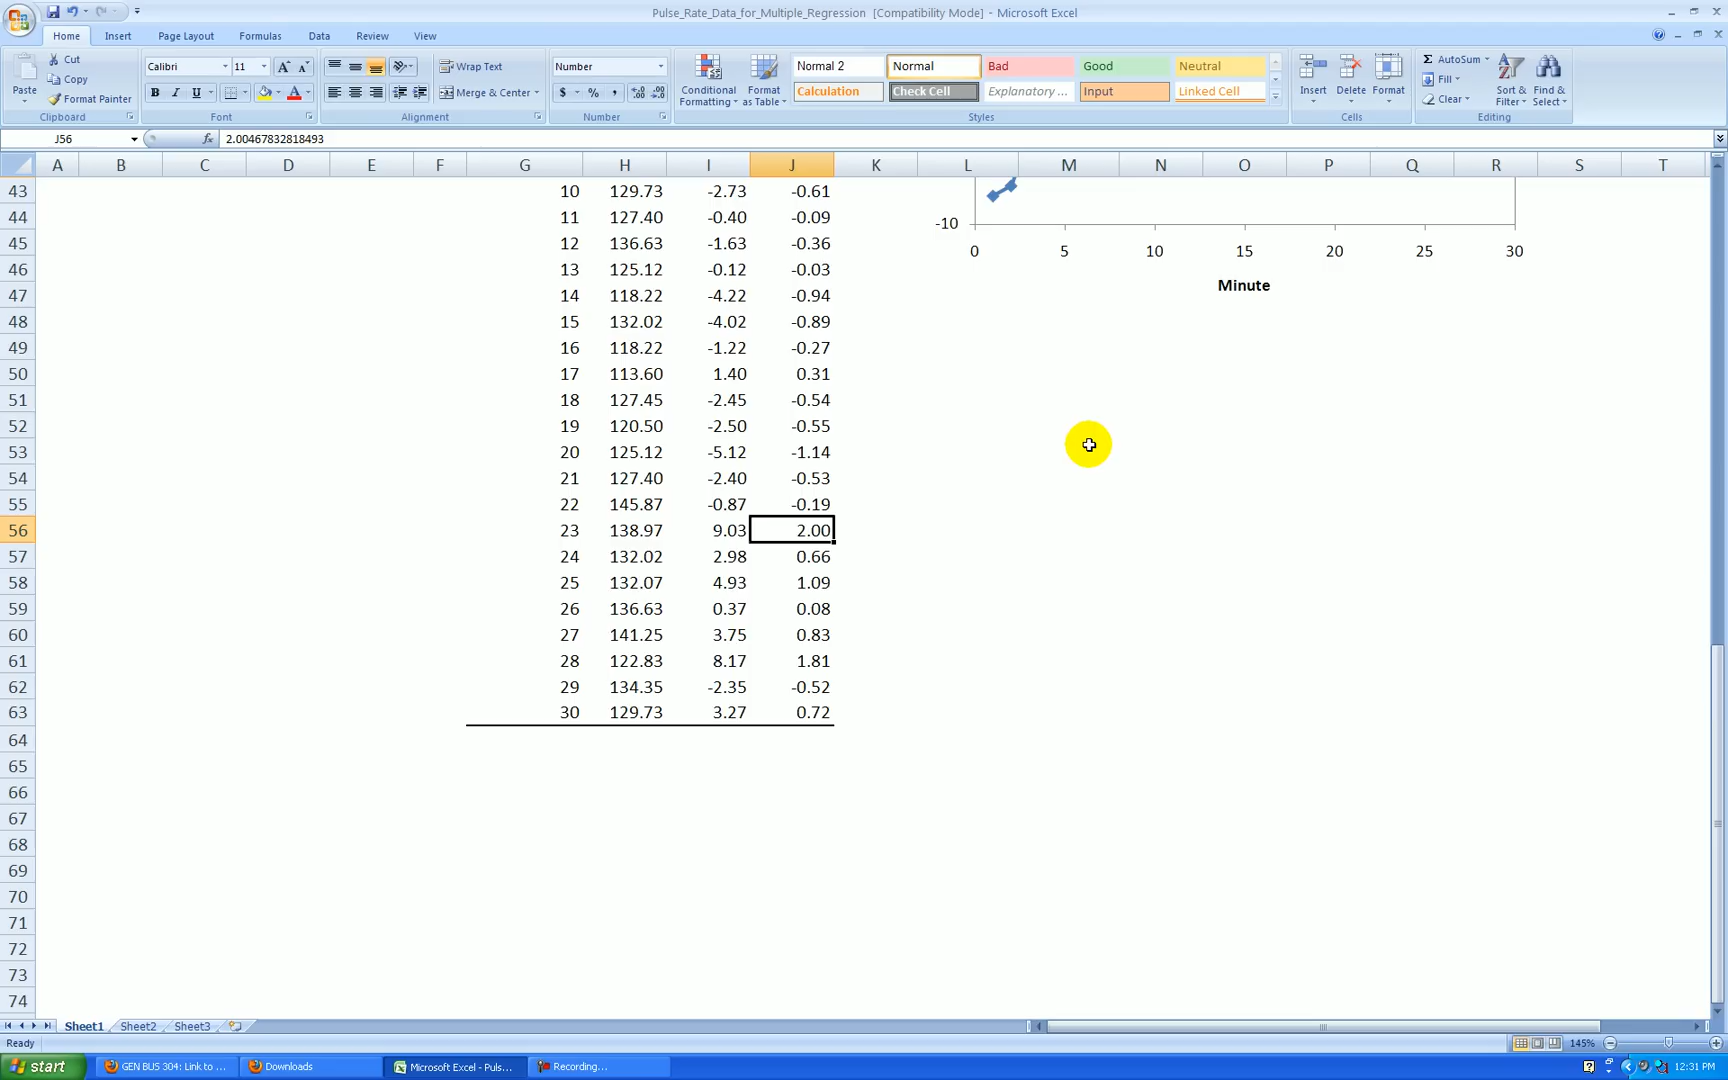 Pulse_Rate_Data_for_Multiple_Regression [Compatibility Mode] - Microsoft Excel
Home Insert Page Layout Formulas Data Review View
Paste Cut Copy Format Painter Clipboard
Calibri 11 A A B I U A Font
Wrap Text Merge & Center Alignment
Number $ % , Number
Conditional Formatting Format as Table Normal 2 Normal Bad Good Neutral
Calculation Check Cell Explanatory ... Input Linked Cell
Styles
Insert Delete Format Cells
AutoSum Fill Clear Sort & Filter Find & Select Editing
J56 fx 2.00467832818493
A B C D E F G H I J K L M N O P Q R S T
43 10 129.73 -2.73 -0.61
44 11 127.40 -0.40 -0.09 -10
45 12 136.63 -1.63 -0.36 0 5 10 15 20 25 30
46 13 125.12 -0.12 -0.03 Minute
47 14 118.22 -4.22 -0.94
48 15 132.02 -4.02 -0.89
49 16 118.22 -1.22 -0.27
50 17 113.60 1.40 0.31
51 18 127.45 -2.45 -0.54
52 19 120.50 -2.50 -0.55
53 20 125.12 -5.12 -1.14
54 21 127.40 -2.40 -0.53
55 22 145.87 -0.87 -0.19
56 23 138.97 9.03 2.00
57 24 132.02 2.98 0.66
58 25 132.07 4.93 1.09
59 26 136.63 0.37 0.08
60 27 141.25 3.75 0.83
61 28 122.83 8.17 1.81
62 29 134.35 -2.35 -0.52
63 30 129.73 3.27 0.72
64
65
66
67
68
69
70
71
72
73
74
Sheet1 Sheet2 Sheet3
Ready 145%
start GEN BUS 304: Link to ... Downloads Microsoft Excel - Puls... Recording... 12:31 PM